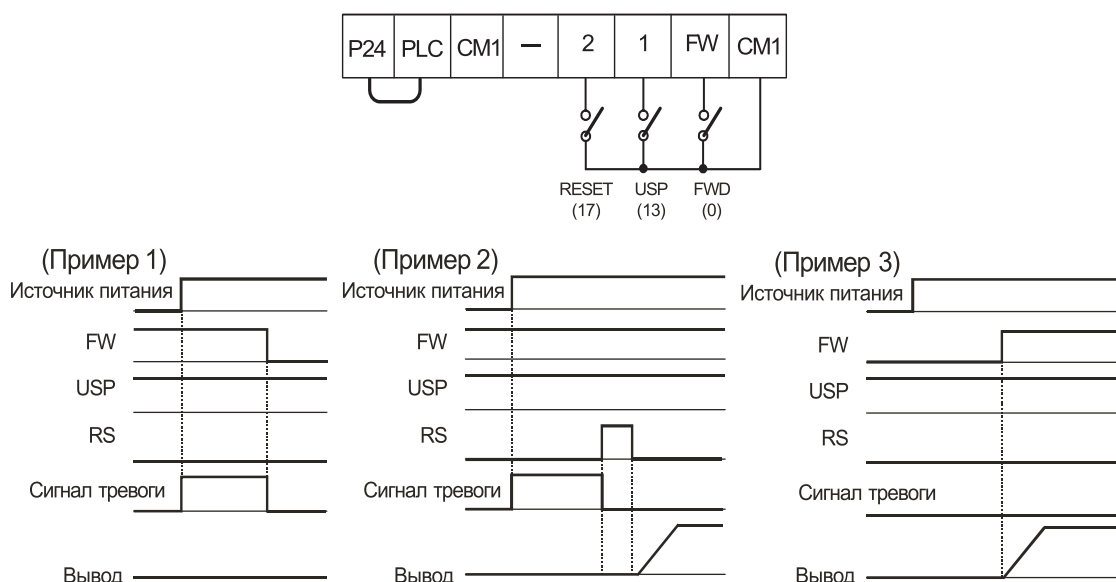 P24 PLC CM1 — 2 1 FW CM1
RESET USP FWD
(17) (13) (0)
(Пример 1)
Источник питания
FW
USP
RS
Сигнал тревоги
Вывод
(Пример 2)
Источник питания
FW
USP
RS
Сигнал тревоги
Вывод
(Пример 3)
Источник питания
FW
USP
RS
Сигнал тревоги
Вывод